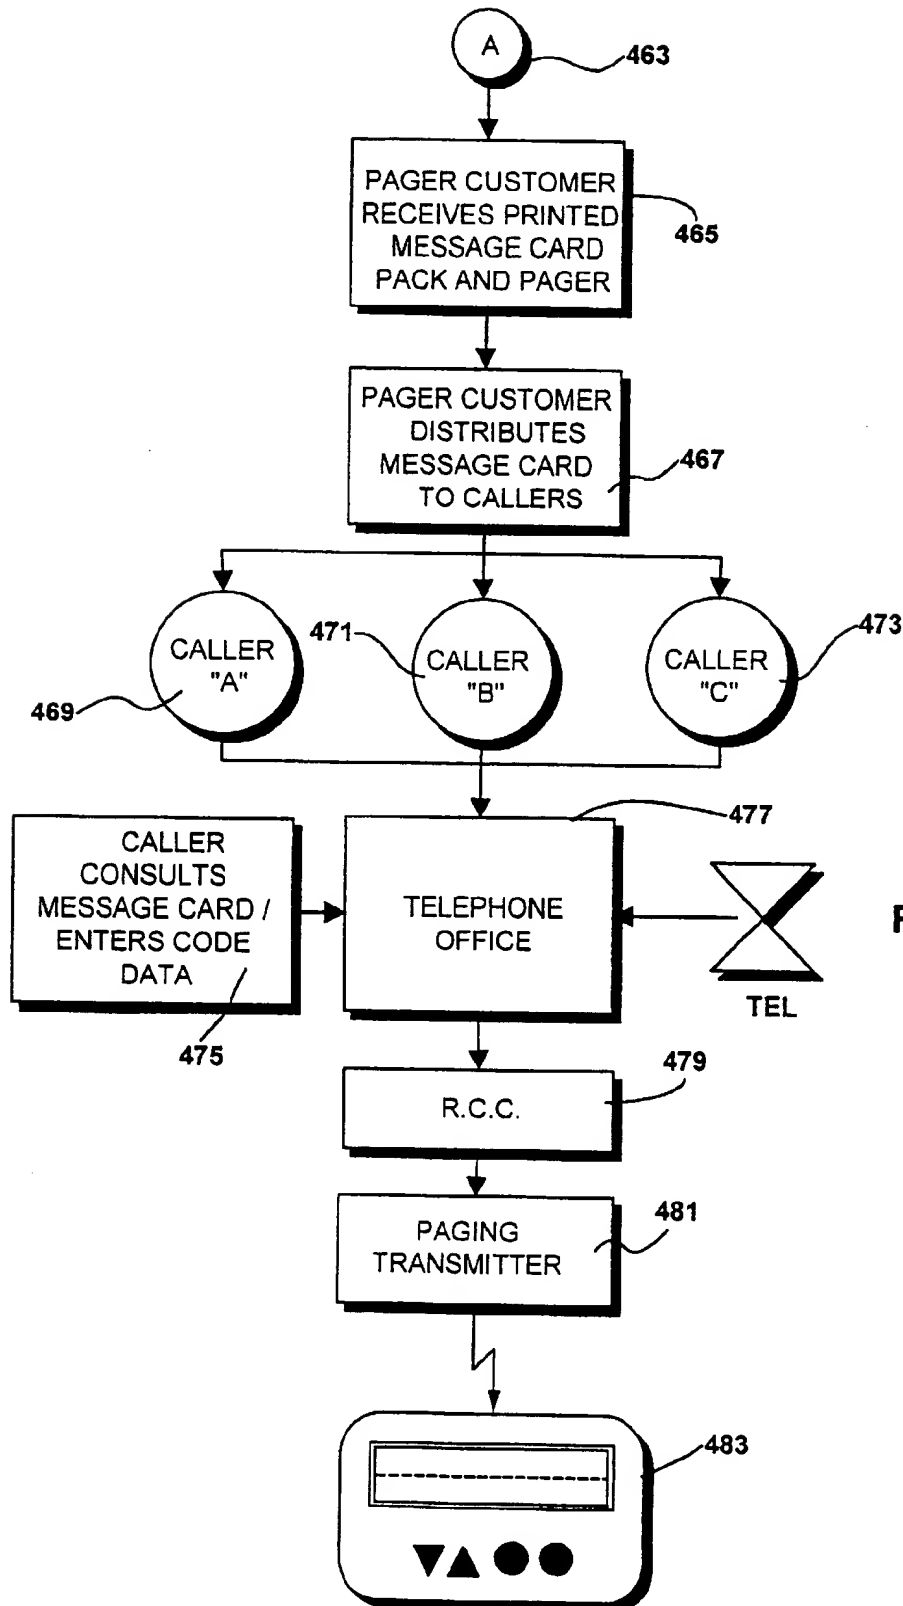 A
463
PAGER CUSTOMER
RECEIVES PRINTED
MESSAGE CARD
PACK AND PAGER
465
PAGER CUSTOMER
DISTRIBUTES
MESSAGE CARD
TO CALLERS
467
CALLER
"A"
469
471
CALLER
"B"
CALLER
"C"
473
CALLER
CONSULTS
MESSAGE CARD /
ENTERS CODE
DATA
475
TELEPHONE
OFFICE
477
TEL
R.C.C.
479
PAGING
TRANSMITTER
481
483